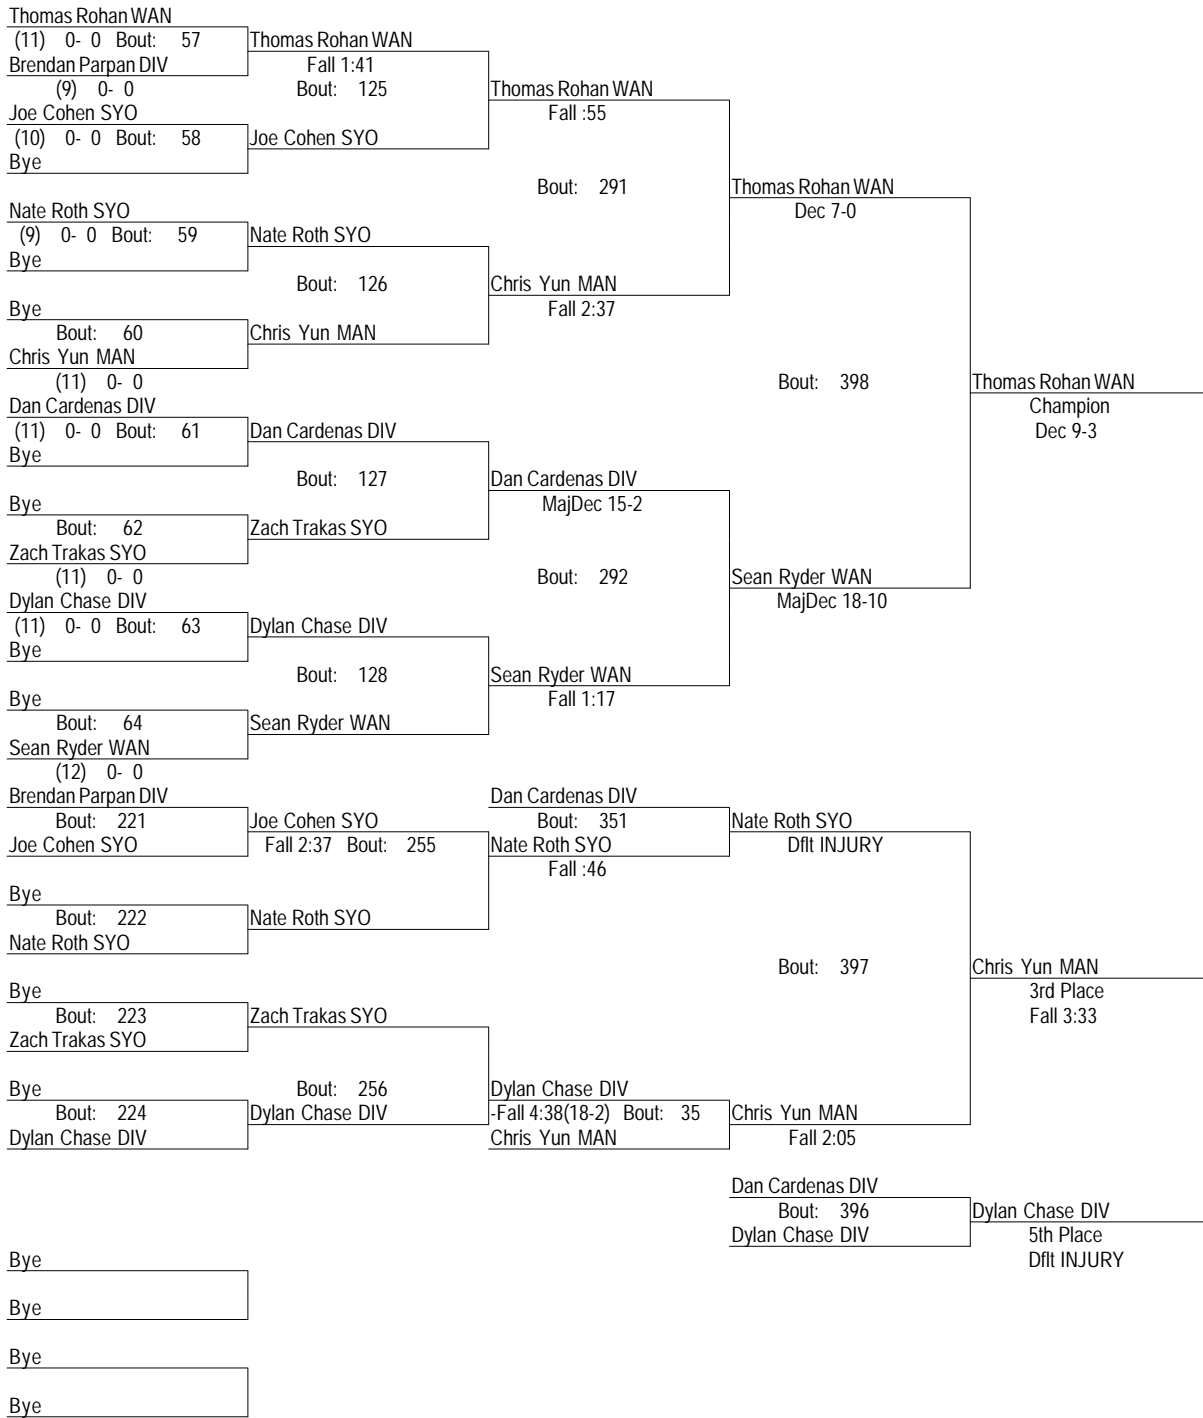 Thomas Rohan WAN
(11) 0- 0 Bout: 57 Thomas Rohan WAN
Brendan Parpan DIV Fall 1:41
(9) 0- 0 Bout: 125 Thomas Rohan WAN
Joe Cohen SYO Fall :55
(10) 0- 0 Bout: 58 Joe Cohen SYO
Bye
Bout: 291 Thomas Rohan WAN
Nate Roth SYO Dec 7-0
(9) 0- 0 Bout: 59 Nate Roth SYO
Bye
Bout: 126 Chris Yun MAN
Bye Fall 2:37
Bout: 60 Chris Yun MAN
Chris Yun MAN
(11) 0- 0 Bout: 398 Thomas Rohan WAN
Dan Cardenas DIV Champion
(11) 0- 0 Bout: 61 Dan Cardenas DIV Dec 9-3
Bye
Bout: 127 Dan Cardenas DIV
Bye MajDec 15-2
Bout: 62 Zach Trakas SYO
Zach Trakas SYO
(11) 0- 0 Bout: 292 Sean Ryder WAN
Dylan Chase DIV MajDec 18-10
(11) 0- 0 Bout: 63 Dylan Chase DIV
Bye
Bout: 128 Sean Ryder WAN
Bye Fall 1:17
Bout: 64 Sean Ryder WAN
Sean Ryder WAN
(12) 0- 0
Brendan Parpan DIV Dan Cardenas DIV
Bout: 221 Joe Cohen SYO Bout: 351 Nate Roth SYO
Joe Cohen SYO Fall 2:37 Bout: 255 Nate Roth SYO Dflt INJURY
Fall :46
Bye
Bout: 222 Nate Roth SYO
Nate Roth SYO
Bout: 397 Chris Yun MAN
Bye 3rd Place
Bout: 223 Zach Trakas SYO Fall 3:33
Zach Trakas SYO
Bye Bout: 256 Dylan Chase DIV
Bout: 224 Dylan Chase DIV -Fall 4:38(18-2) Bout: 35 Chris Yun MAN
Dylan Chase DIV Chris Yun MAN Fall 2:05
Dan Cardenas DIV
Bout: 396 Dylan Chase DIV
Dylan Chase DIV 5th Place
Bye Dflt INJURY
Bye
Bye
Bye